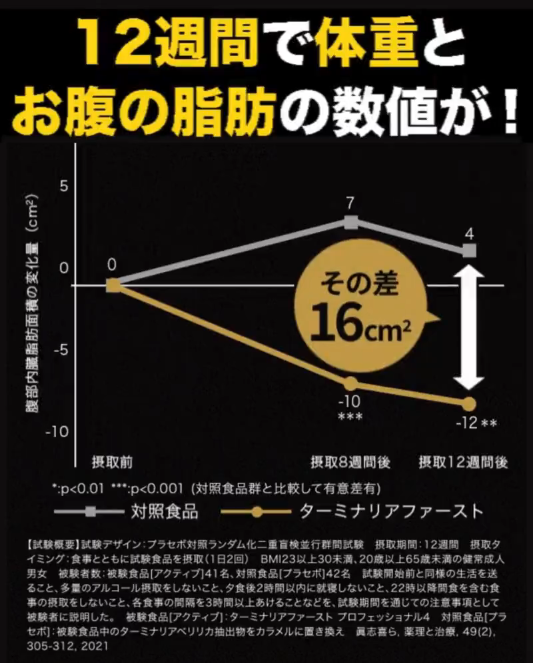 12週間で体重と
お腹の脂肪の数値が！
腹部内臓脂肪面積の変化量（cm²）
5
0
-5
-10
0
7
4
その差
16cm²
-10
***
-12 **
摂取前
摂取8週間後
摂取12週間後
*:p<0.01 ***:p<0.001 (対照食品群と比較して有意差有)
対照食品
ターミナリアファースト
【試験概要】試験デザイン：プラセボ対照ランダム化二重盲検並行群間試験 摂取期間：12週間 摂取タ
イミング：食事とともに試験食品を摂取(1日2回) BMI23以上30未満、20歳以上65歳未満の健常成人
男女 被験者数：被験食品[アクティブ]41名、対照食品[プラセボ]42名 試験開始前と同様の生活を送
ること、多量のアルコール摂取をしないこと、夕食後2時間以内に就寝しないこと、22時以降間食を含む食
事の摂取をしないこと、各食事の間隔を3時間以上あけることなどを、試験期間を通じての注意事項として
被験者に説明した。 被験食品[アクティブ]：ターミナリアファースト プロフェッショナル4 対照食品[プラ
セボ]：被験食品中のターミナリアベリリカ抽出物をカラメルに置き換え 眞志喜ら, 薬理と治療, 49(2),
305-312, 2021